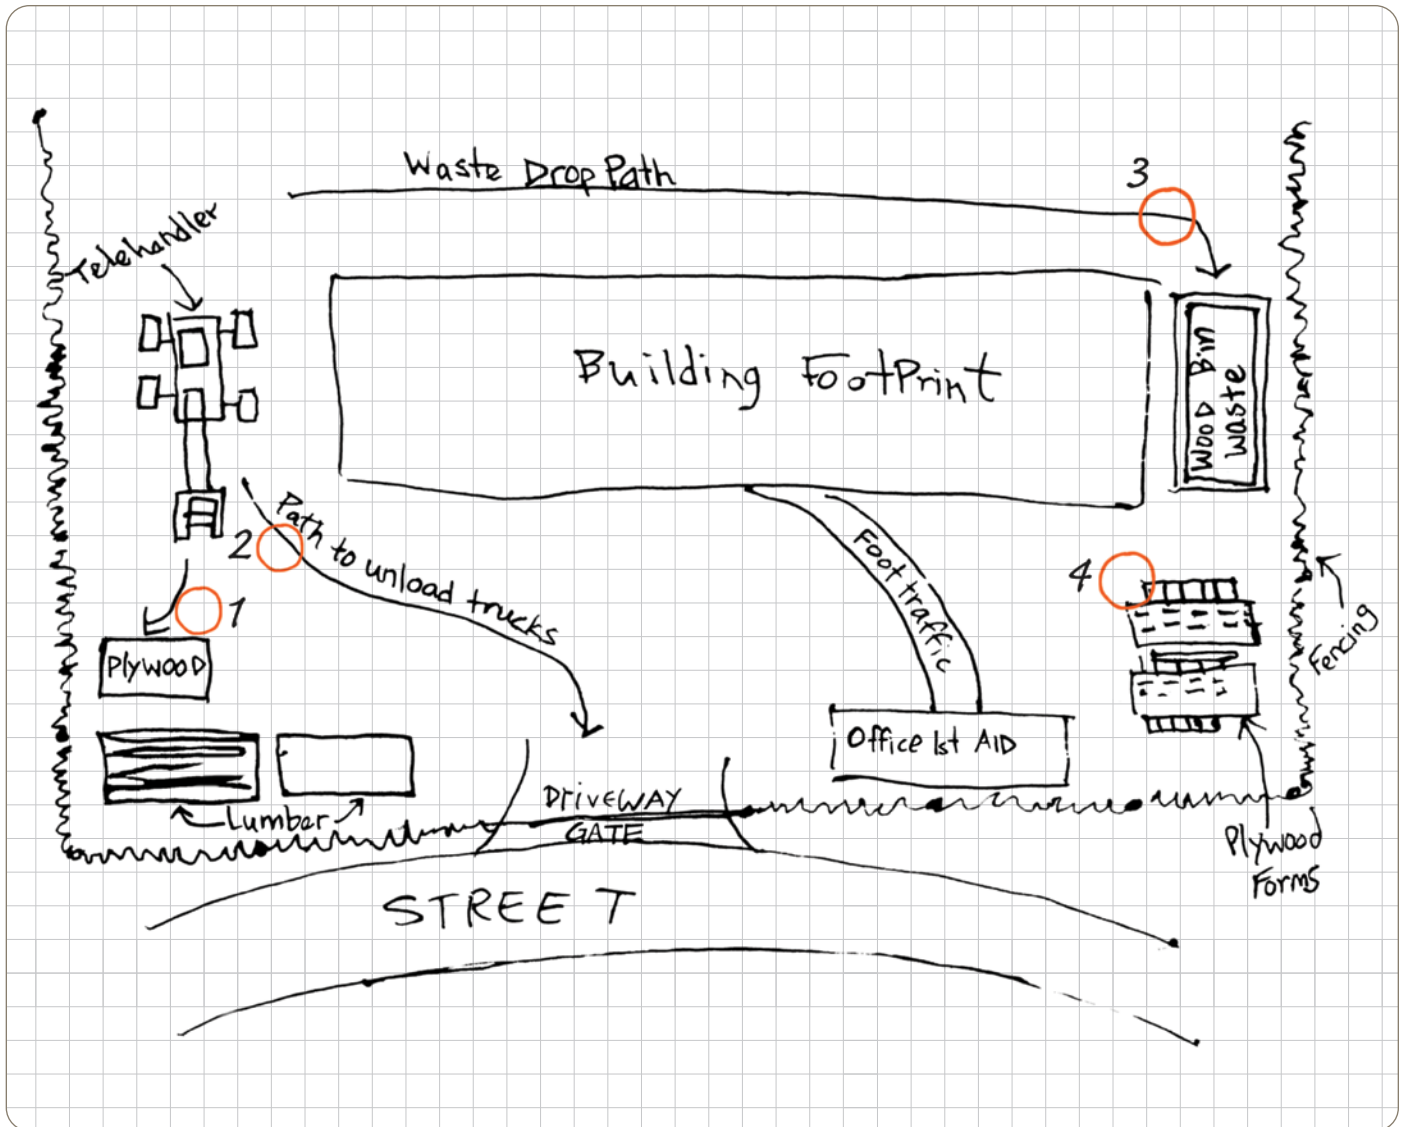 Waste Drop Path
3
Telehandler
Building FootPrint
Wood Bin
Waste
Path to unload trucks
2
1
Foot traffic
4
Fencing
Plywood
Office 1st AID
Lumber
DriveWAY
GATE
Plywood
Forms
STREET